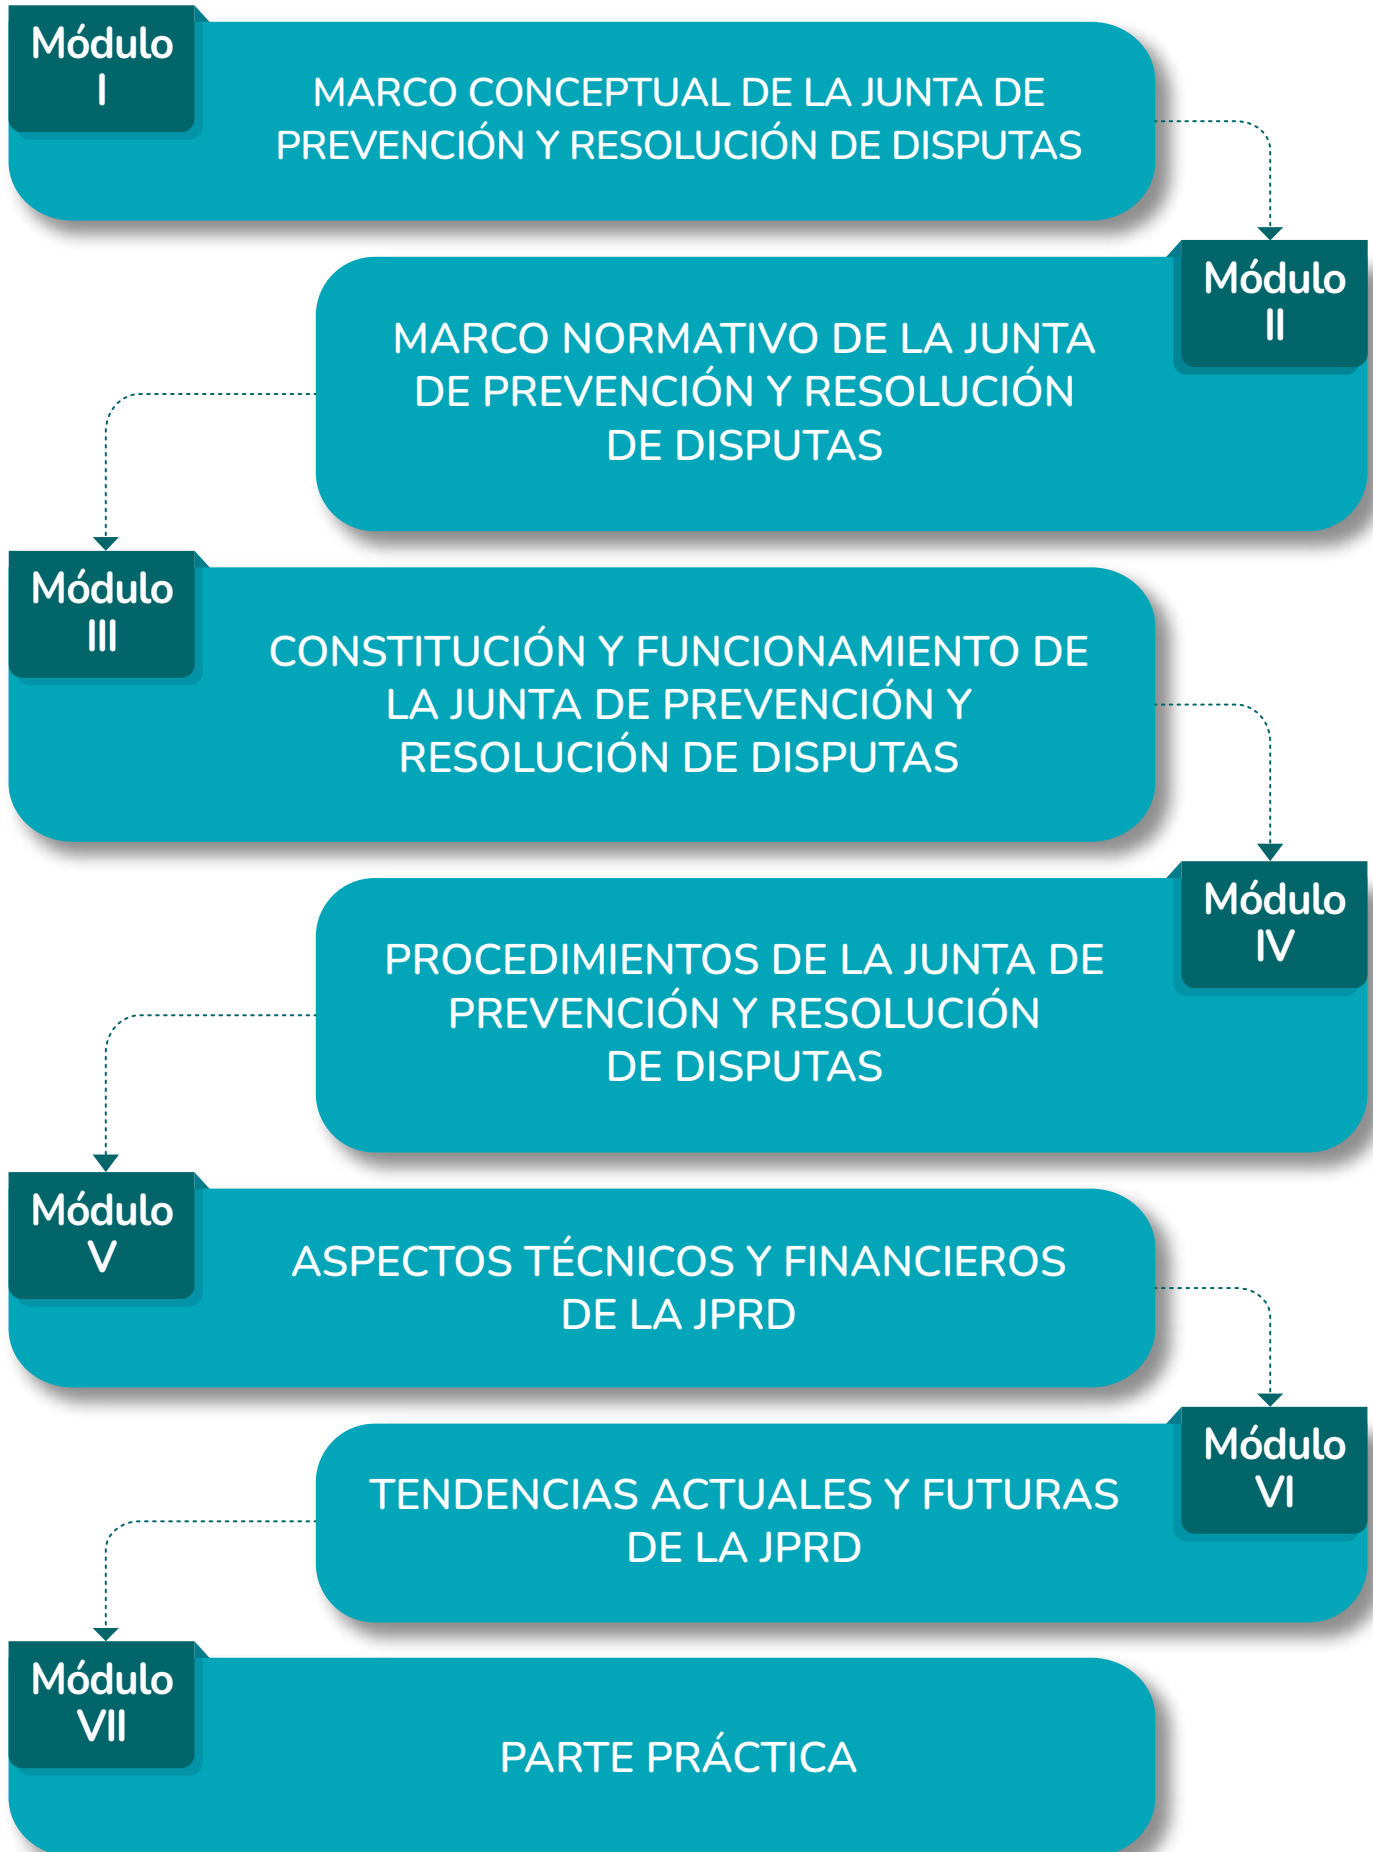 Módulo
I
MARCO CONCEPTUAL DE LA JUNTA DE
PREVENCIÓN Y RESOLUCIÓN DE DISPUTAS
Módulo
II
MARCO NORMATIVO DE LA JUNTA
DE PREVENCIÓN Y RESOLUCIÓN
DE DISPUTAS
Módulo
III
CONSTITUCIÓN Y FUNCIONAMIENTO DE
LA JUNTA DE PREVENCIÓN Y
RESOLUCIÓN DE DISPUTAS
Módulo
IV
PROCEDIMIENTOS DE LA JUNTA DE
PREVENCIÓN Y RESOLUCIÓN
DE DISPUTAS
Módulo
V
ASPECTOS TÉCNICOS Y FINANCIEROS
DE LA JPRD
Módulo
VI
TENDENCIAS ACTUALES Y FUTURAS
DE LA JPRD
Módulo
VII
PARTE PRÁCTICA